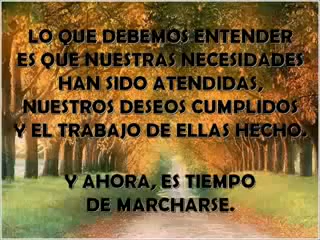 LO QUE DEBEMOS ENTENDER
ES QUE NUESTRAS NECESIDADES
HAN SIDO ATENDIDAS,
NUESTROS DESEOS CUMPLIDOS
Y EL TRABAJO DE ELLAS HECHO.
Y AHORA, ES TIEMPO
DE MARCHARSE.